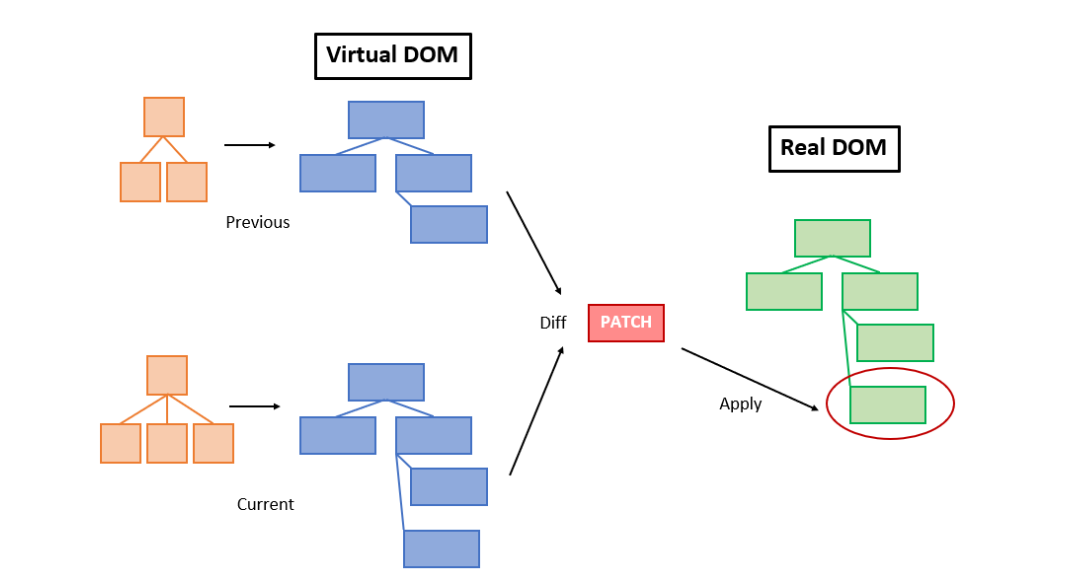 Virtual DOM
Real DOM
Previous
Diff
PATCH
Apply
Current